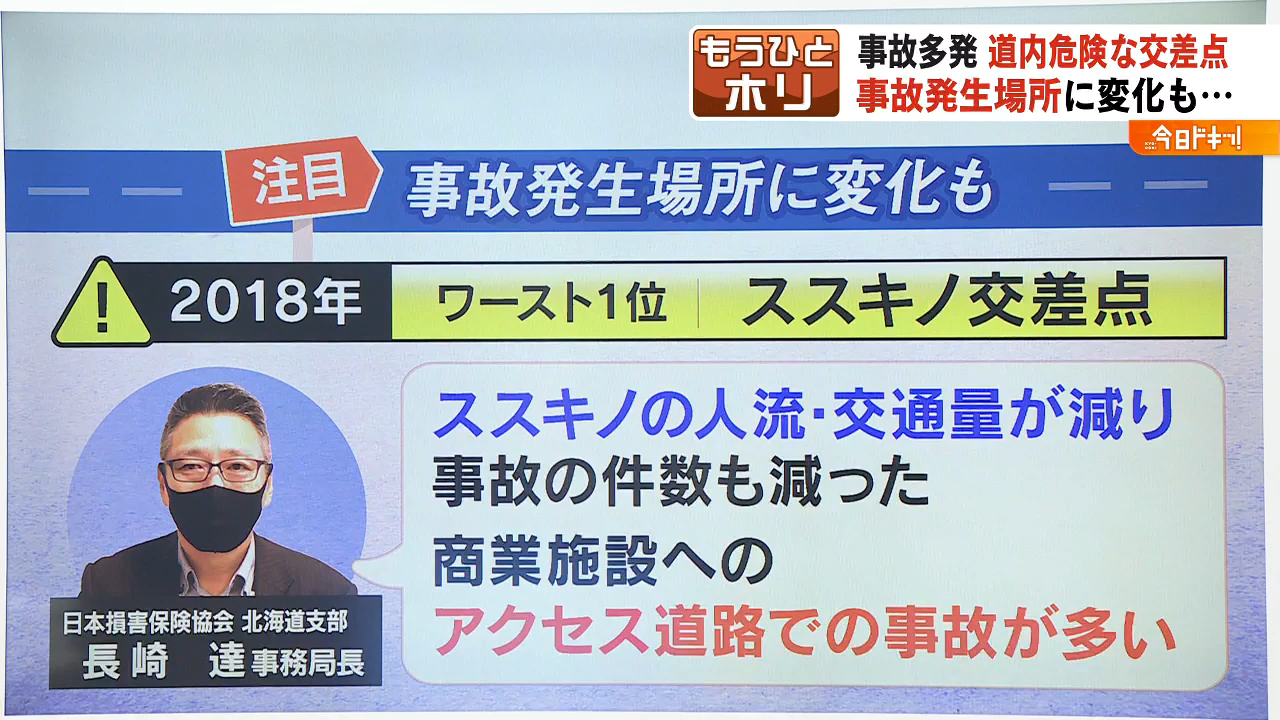 もうひと
ホリ
事故多発 道内危険な交差点
事故発生場所に変化も…
今日ドキッ!
注目
事故発生場所に変化も
2018年
ワースト1位
ススキノ交差点
ススキノの人流・交通量が減り
事故の件数も減った
商業施設への
アクセス道路での事故が多い
日本損害保険協会 北海道支部
長崎 達 事務局長